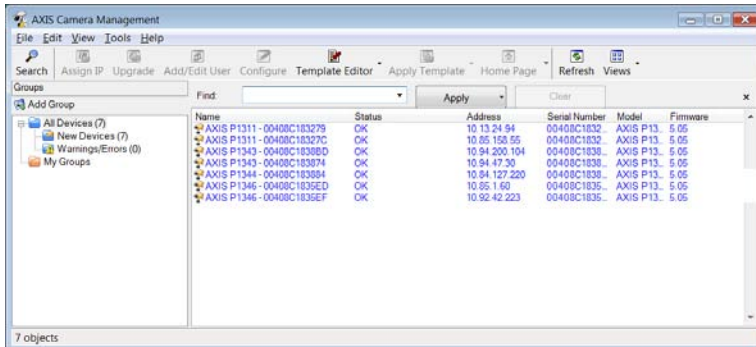 AXIS Camera Management
File Edit View Tools Help
Search Assign IP Upgrade Add/Edit User Configure Template Editor Apply Template Home Page Refresh Views
Groups
Add Group
All Devices (7)
New Devices (7)
Warnings/Errors (0)
My Groups
Find: Apply Clear x
Name Status Address Serial Number Model Firmware
AXIS P1311 - 00408C183279 OK 10.13.24.94 00408C1832... AXIS P13... 5.05
AXIS P1311 - 00408C18327C OK 10.85.158.55 00408C1832... AXIS P13... 5.05
AXIS P1343 - 00408C1838BD OK 10.94.200.104 00408C1838... AXIS P13... 5.05
AXIS P1343 - 00408C183874 OK 10.94.47.30 00408C1838... AXIS P13... 5.05
AXIS P1344 - 00408C183884 OK 10.84.127.220 00408C1838... AXIS P13... 5.05
AXIS P1346 - 00408C1835ED OK 10.85.1.60 00408C1835... AXIS P13... 5.05
AXIS P1346 - 00408C1835EF OK 10.92.42.223 00408C1835... AXIS P13... 5.05
7 objects